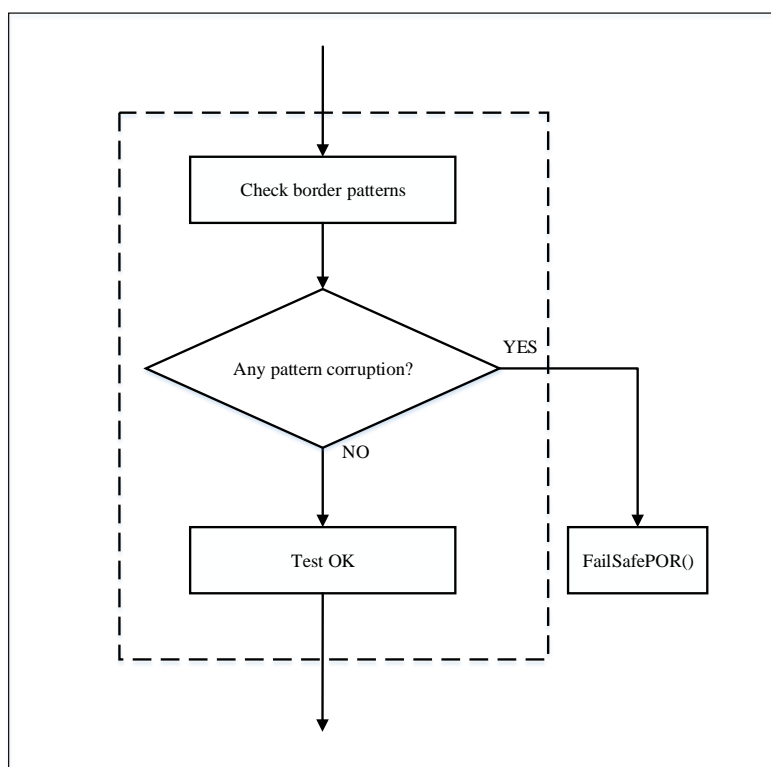 Check border patterns
Any pattern corruption?
YES
NO
Test OK
FailSafePOR()